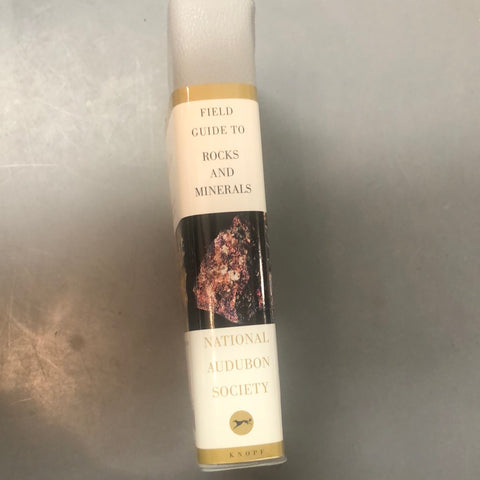 FIELD
GUIDE TO
ROCKS
AND
MINERALS
NATIONAL
AUDUBON
SOCIETY
KNOPF